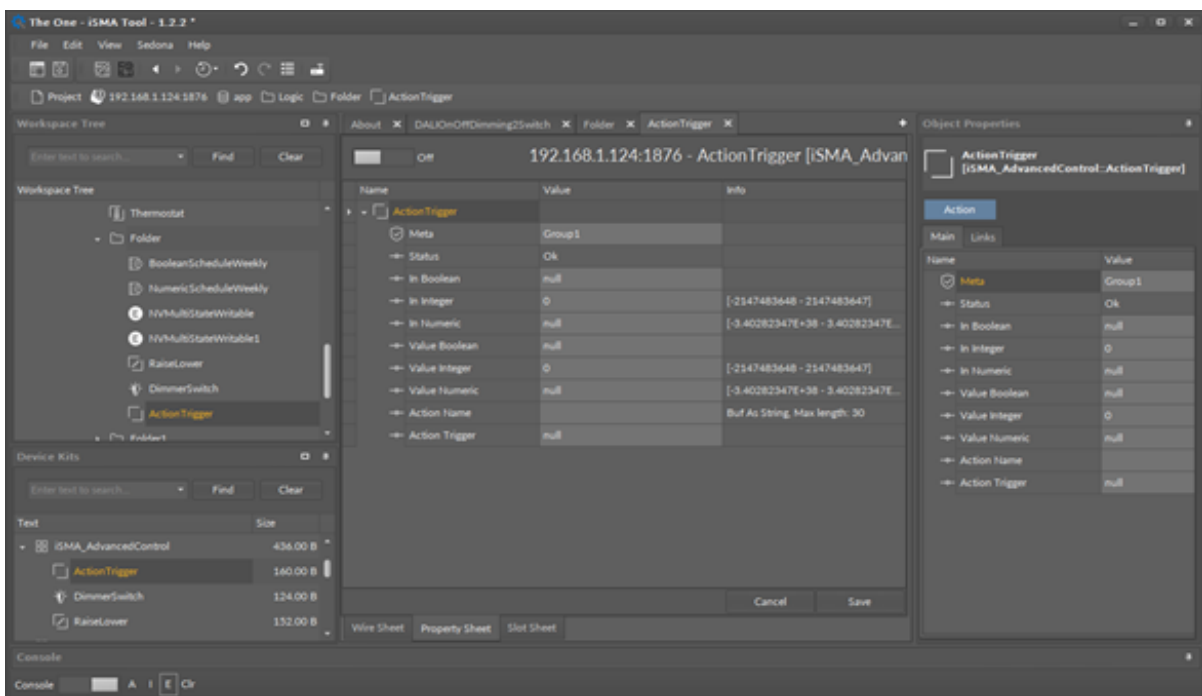 The One - iSMA Tool - 1.2.2 *
File Edit View Sedona Help
Project 192.168.1.124:1876 app Logic Folder ActionTrigger
Workspace Tree
Enter text to search... Find Clear
Workspace Tree
Thermostat
Folder
BooleanScheduleWeekly
NumericScheduleWeekly
NVMultiStateWritable
NVMultiStateWritable1
RaiseLower
DimmerSwitch
ActionTrigger
Folder1
Device Kits
Enter text to search... Find Clear
Text Size
iSMA_AdvancedControl 436.00 B
ActionTrigger 160.00 B
DimmerSwitch 124.00 B
RaiseLower 152.00 B
About DALIOnOffDimming2Switch Folder ActionTrigger
Off 192.168.1.124:1876 - ActionTrigger [iSMA_Advan
Name Value Info
ActionTrigger
Meta Group1
Status Ok
In Boolean null
In Integer 0 [-2147483648 - 2147483647]
In Numeric null [-3.40282347E+38 - 3.40282347E...
Value Boolean null
Value Integer 0 [-2147483648 - 2147483647]
Value Numeric null [-3.40282347E+38 - 3.40282347E...
Action Name Buf As String, Max length: 30
Action Trigger null
Cancel Save
Wire Sheet Property Sheet Slot Sheet
Object Properties
ActionTrigger
[iSMA_AdvancedControl::ActionTrigger]
Action
Main Links
Name Value
Meta Group1
Status Ok
In Boolean null
In Integer 0
In Numeric null
Value Boolean null
Value Integer 0
Value Numeric null
Action Name
Action Trigger null
Console
Console A I E Clr